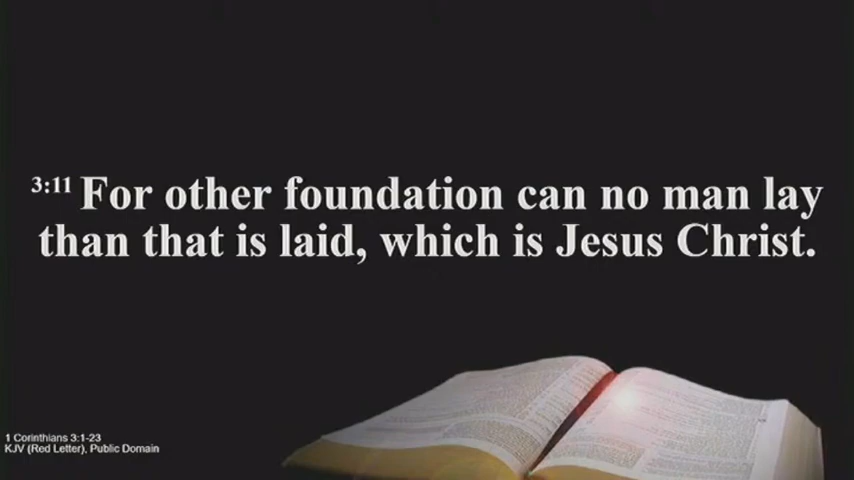 3:11 For other foundation can no man lay
than that is laid, which is Jesus Christ.
1 Corinthians 3:1-23
KJV (Red Letter), Public Domain